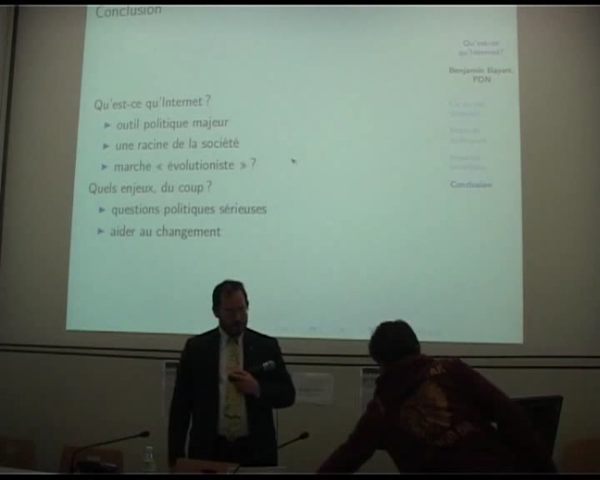 Conclusion
Qu'est-ce
qu'Internet?
Benjamin Bayart,
FDN
Qu'est-ce qu'Internet ?
▶ outil politique majeur
▶ une racine de la société
▶ marche « évolutioniste » ?
Quels enjeux, du coup ?
▶ questions politiques sérieuses
▶ aider au changement
Conclusion